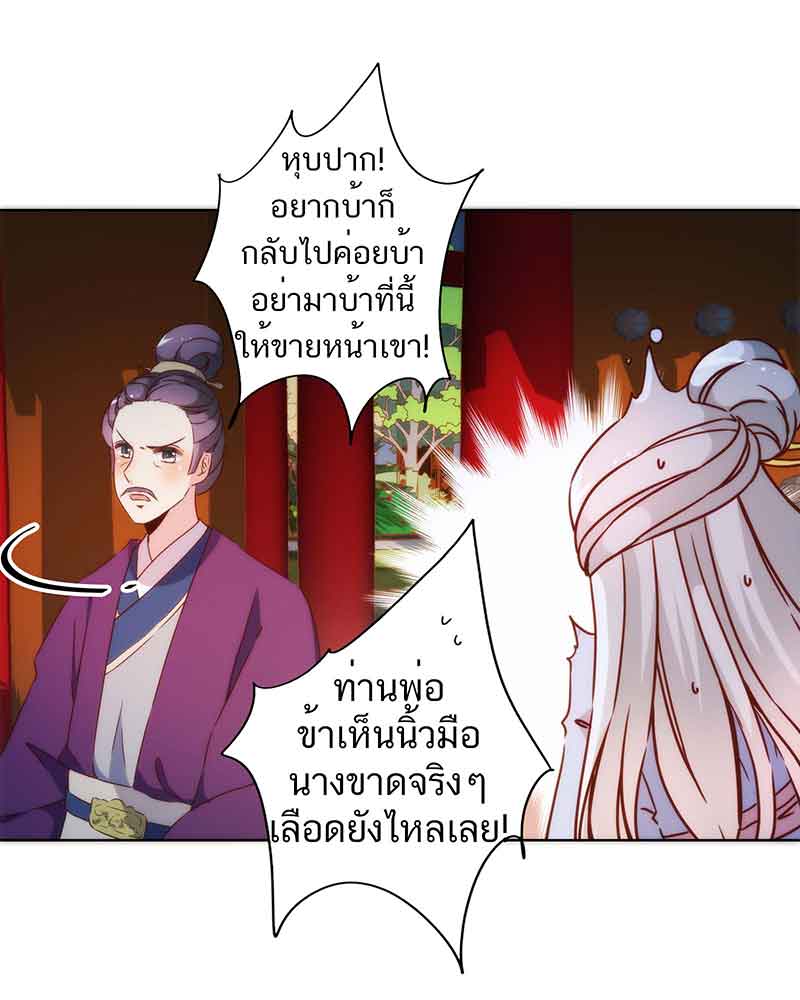 หุบปาก!
อยากบ้าก็
กลับไปค่อยบ้า
อย่ามาบ้าที่นี้
ให้ขายหน้าเขา!
ท่านพ่อ
ข้าเห็นนิ้วมือ
นางขาดจริงๆ
เลือดยังไหลเลย!